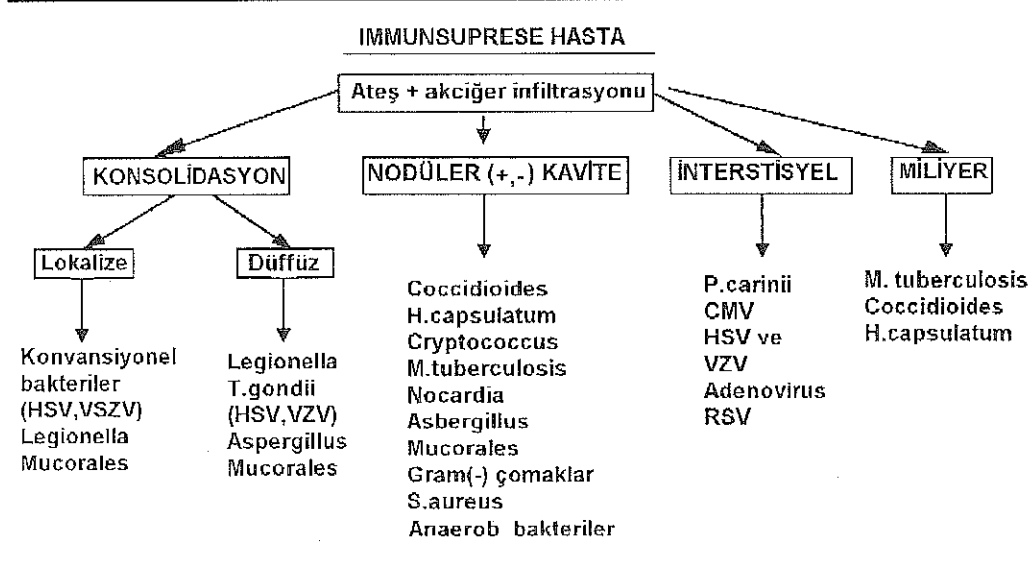 IMMUNSUPRESE HASTA
Ateş + akciğer infiltrasyonu
KONSOLİDASYON
NODÜLER (+,-) KAVİTE
İNTERSTİSYEL
MİLİYER
Lokalize
Düffüz
Konvansiyonel
bakteriler
(HSV,VSZV)
Legionella
Mucorales
Legionella
T.gondii
(HSV,VZV)
Aspergillus
Mucorales
Coccidioides
H.capsulatum
Cryptococcus
M.tuberculosis
Nocardia
Asbergillus
Mucorales
Gram(-) çomaklar
S.aureus
Anaerob bakteriler
P.carinii
CMV
HSV ve
VZV
Adenovirus
RSV
M. tuberculosis
Coccidioides
H.capsulatum